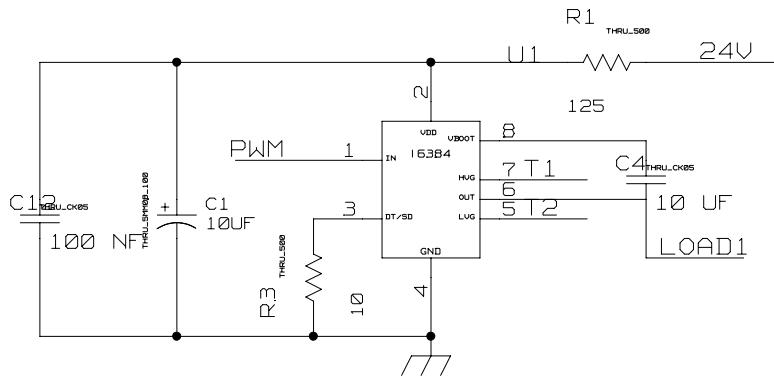 R1
THRU_500
U1
24V
125
2
VDD
VBOOT
8
16384
PWM
1
IN
HVG
7
T1
C4
THRU_CK05
OUT
6
10 UF
LVG
5
T2
3
DT/SD
C12
THRU_CK05
100 NF
THRU_5MM0B_100
+
C1
10UF
GND
4
LOAD1
R3
THRU_500
10